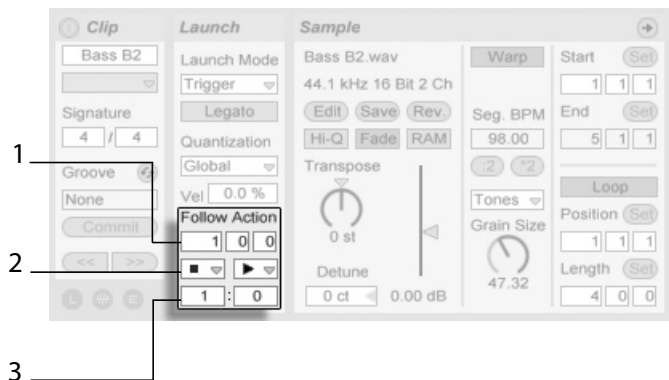 Clip
Bass B2
Signature
4 / 4
Groove
None
Commit
<< >>
L E
Launch
Launch Mode
Trigger
Legato
Quantization
Global
Vel 0.0 %
Follow Action
1 0 0
1 : 0
Sample
Bass B2.wav
44.1 kHz 16 Bit 2 Ch
Edit Save Rev.
Hi-Q Fade RAM
Transpose
0 st
Detune
0 ct 0.00 dB
Warp
Seg. BPM
98.00
:2 *2
Tones
Grain Size
47.32
Start Set
1 1 1
End Set
5 1 1
Loop
Position Set
1 1 1
Length Set
4 0 0
1
2
3